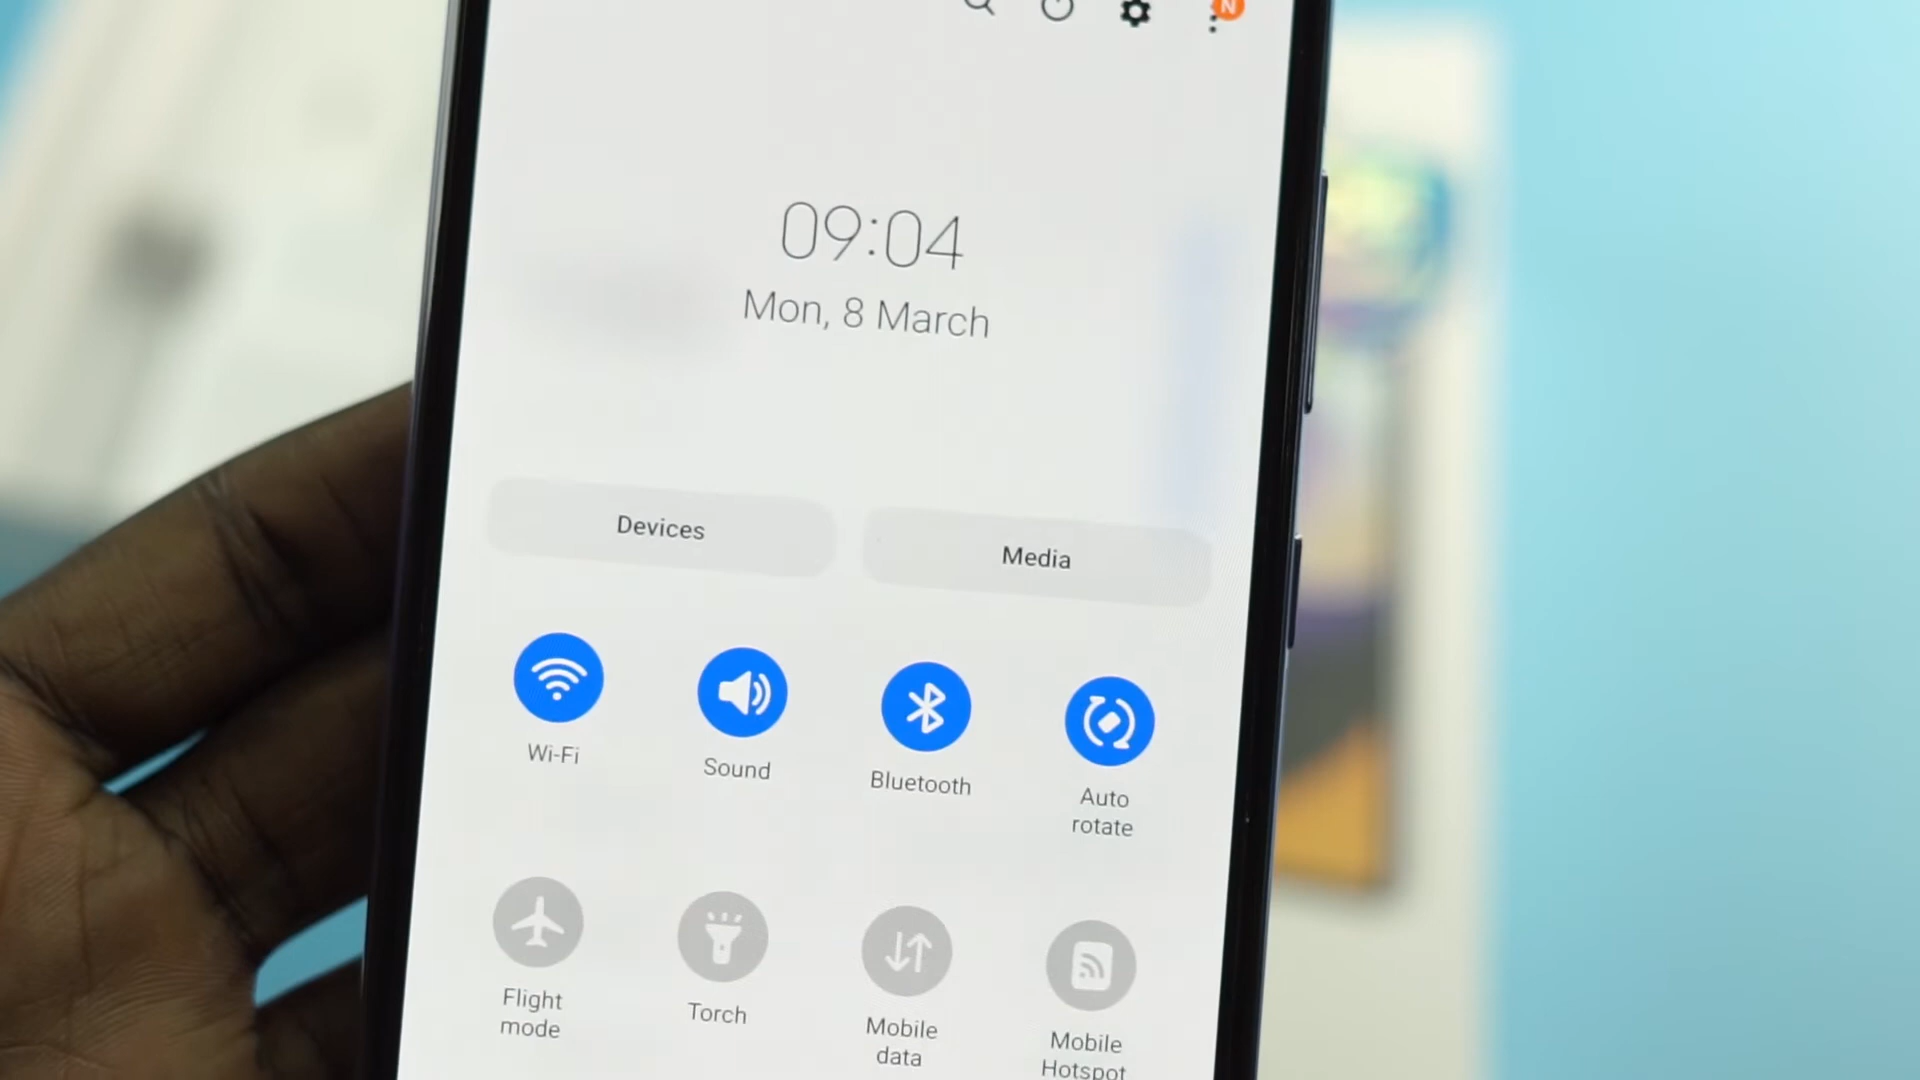 N
09:04
Mon, 8 March
Devices
Media
Wi-Fi
Sound
Bluetooth
Auto
rotate
Flight
mode
Torch
Mobile
data
Mobile
Hotspot